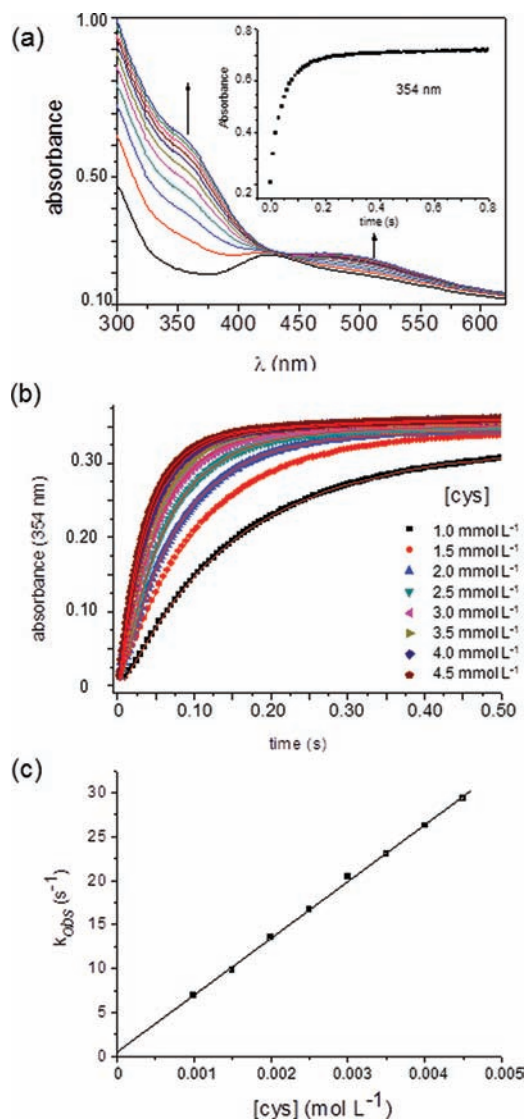 (a)
1.00
0.50
0.10
absorbance
300 350 400 450 500 550 600
λ (nm)
0.8
0.6
0.4
0.2
Absorbance
354 nm
0.0 0.2 0.4 0.6 0.8
time (s)
(b)
0.30
0.20
0.10
0
absorbance (354 nm)
[cys]
1.0 mmol L-1
1.5 mmol L-1
2.0 mmol L-1
2.5 mmol L-1
3.0 mmol L-1
3.5 mmol L-1
4.0 mmol L-1
4.5 mmol L-1
0 0.10 0.20 0.30 0.40 0.50
time (s)
(c)
30
25
20
15
10
5
0
kobs (s-1)
0.001 0.002 0.003 0.004 0.005
[cys] (mol L-1)